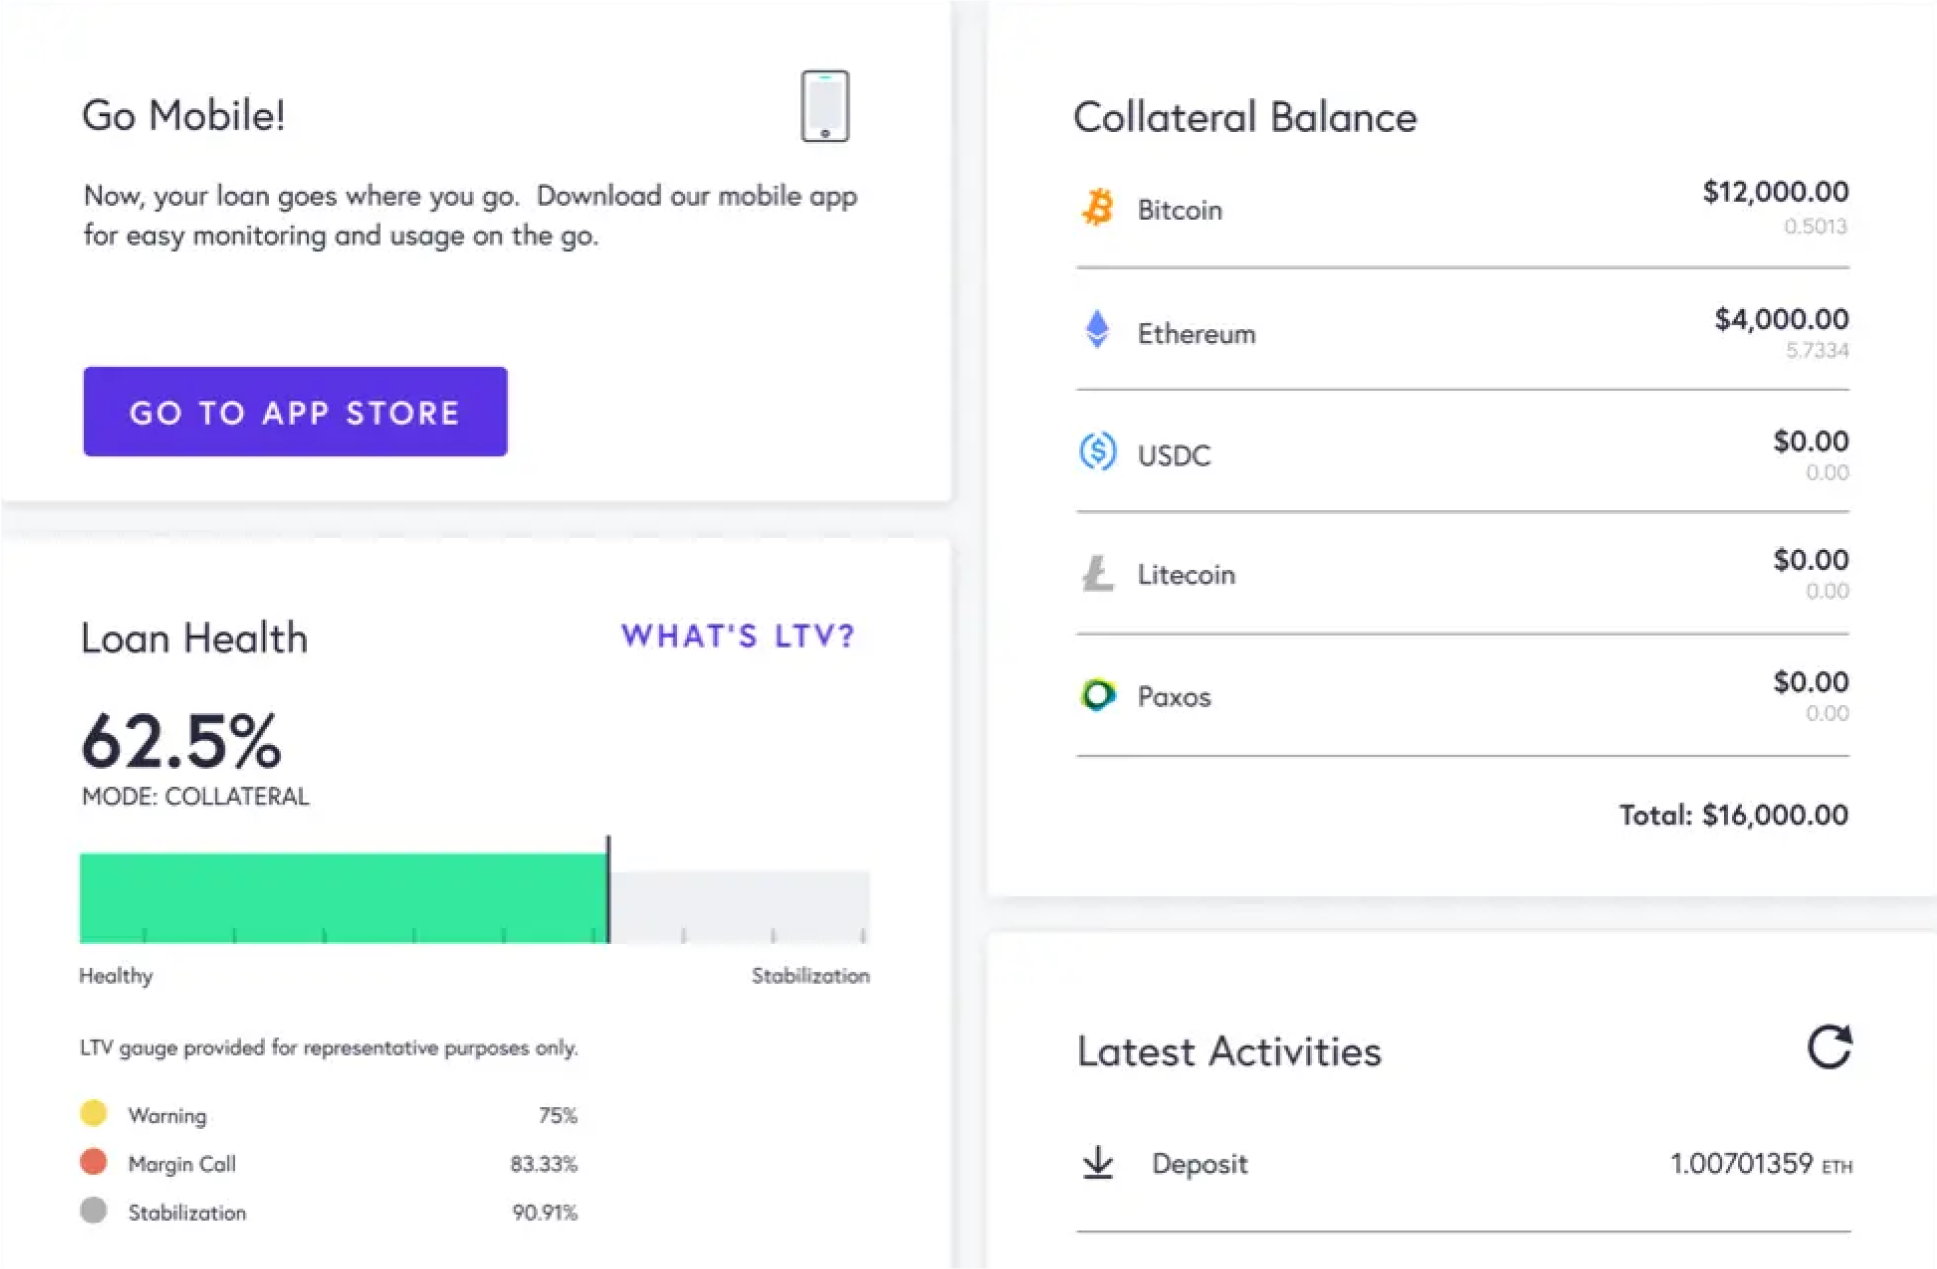 Go Mobile!
Now, your loan goes where you go. Download our mobile app
for easy monitoring and usage on the go.
GO TO APP STORE
Loan Health
WHAT'S LTV?
62.5%
MODE: COLLATERAL
Healthy
Stabilization
LTV gauge provided for representative purposes only.
Warning 75%
Margin Call 83.33%
Stabilization 90.91%
Collateral Balance
Bitcoin $12,000.00
0.5013
Ethereum $4,000.00
5.7334
USDC $0.00
0.00
Litecoin $0.00
0.00
Paxos $0.00
0.00
Total: $16,000.00
Latest Activities
Deposit 1.00701359 ETH